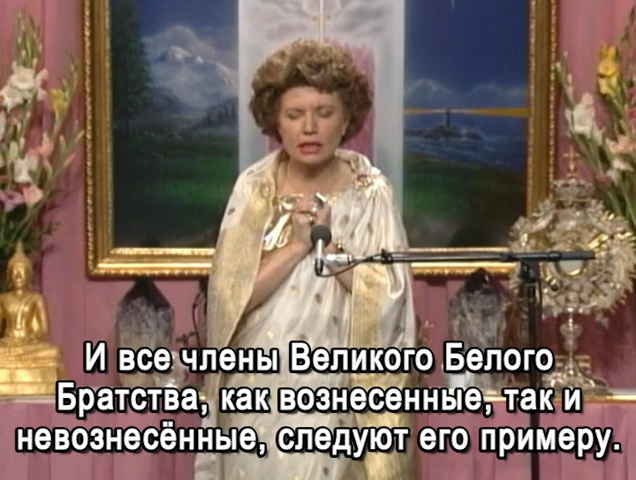 И все члены Великого Белого
Братства, как вознесенные, так и
невознесённые, следуют его примеру.